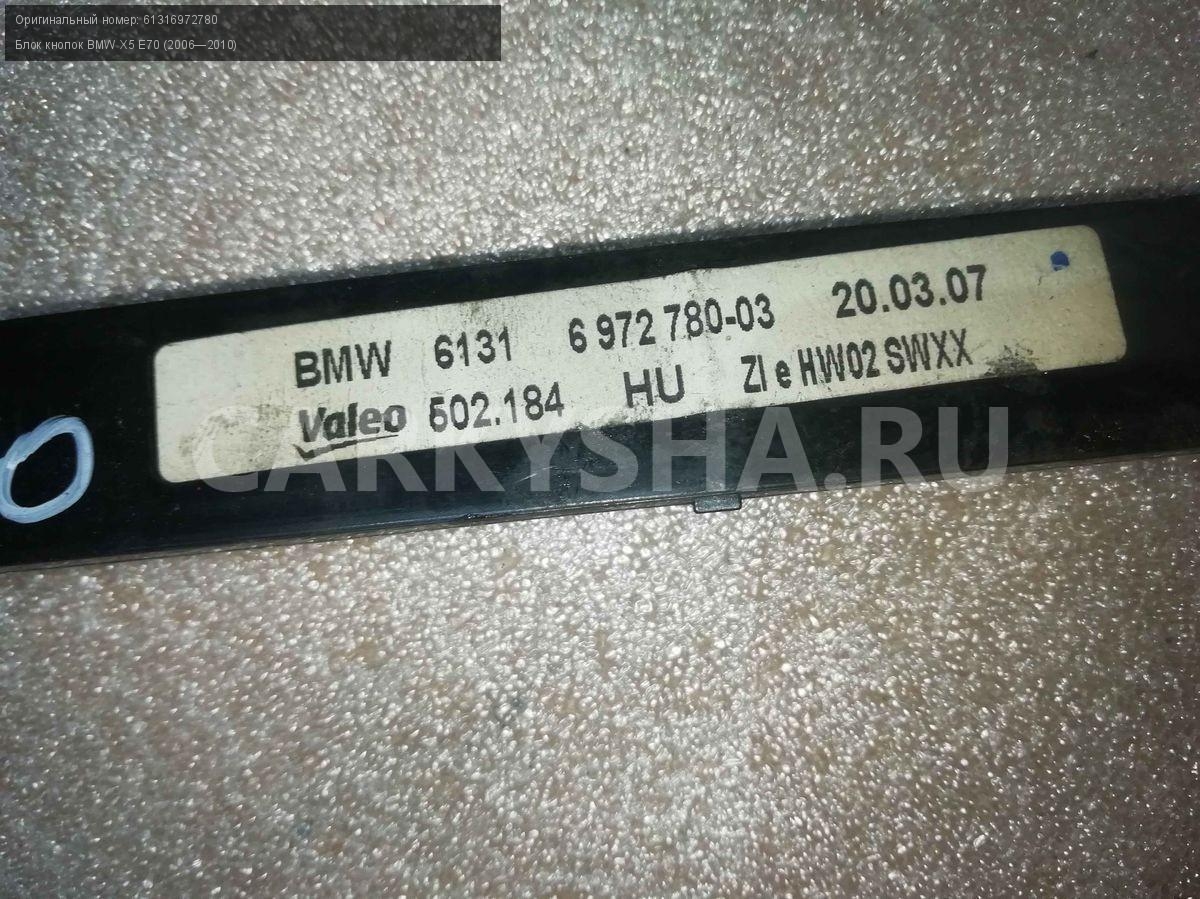 Оригинальный номер: 61316972780
Блок кнопок BMW X5 E70 (2006—2010)
BMW 6131 6 972 780-03 20.03.07
Valeo 502.184 HU ZI e HW02 SWXX
CARRYSHA.RU